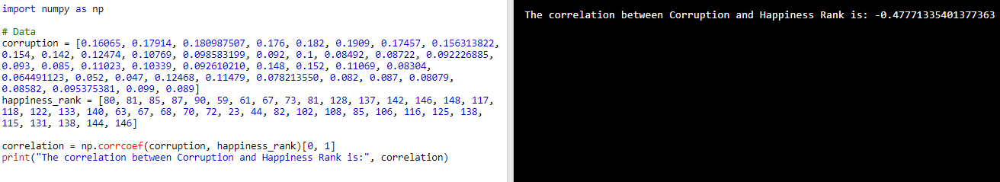 import numpy as np
# Data
corruption = [0.16065, 0.17914, 0.180987507, 0.176, 0.182, 0.1909, 0.17457, 0.156313822,
0.154, 0.142, 0.12474, 0.10769, 0.098583199, 0.092, 0.1, 0.08492, 0.08722, 0.092226885,
0.093, 0.085, 0.11023, 0.10339, 0.092610210, 0.148, 0.152, 0.11069, 0.08304,
0.064491123, 0.052, 0.047, 0.12468, 0.11479, 0.078213550, 0.082, 0.087, 0.08079,
0.08582, 0.095375381, 0.099, 0.089]
happiness_rank = [80, 81, 85, 87, 90, 59, 61, 67, 73, 81, 128, 137, 142, 146, 148, 117,
118, 122, 133, 140, 63, 67, 68, 70, 72, 23, 44, 82, 102, 108, 85, 106, 116, 125, 138,
115, 131, 138, 144, 146]
correlation = np.corrcoef(corruption, happiness_rank)[0, 1]
print("The correlation between Corruption and Happiness Rank is:", correlation)
The correlation between Corruption and Happiness Rank is: -0.47771335401377363